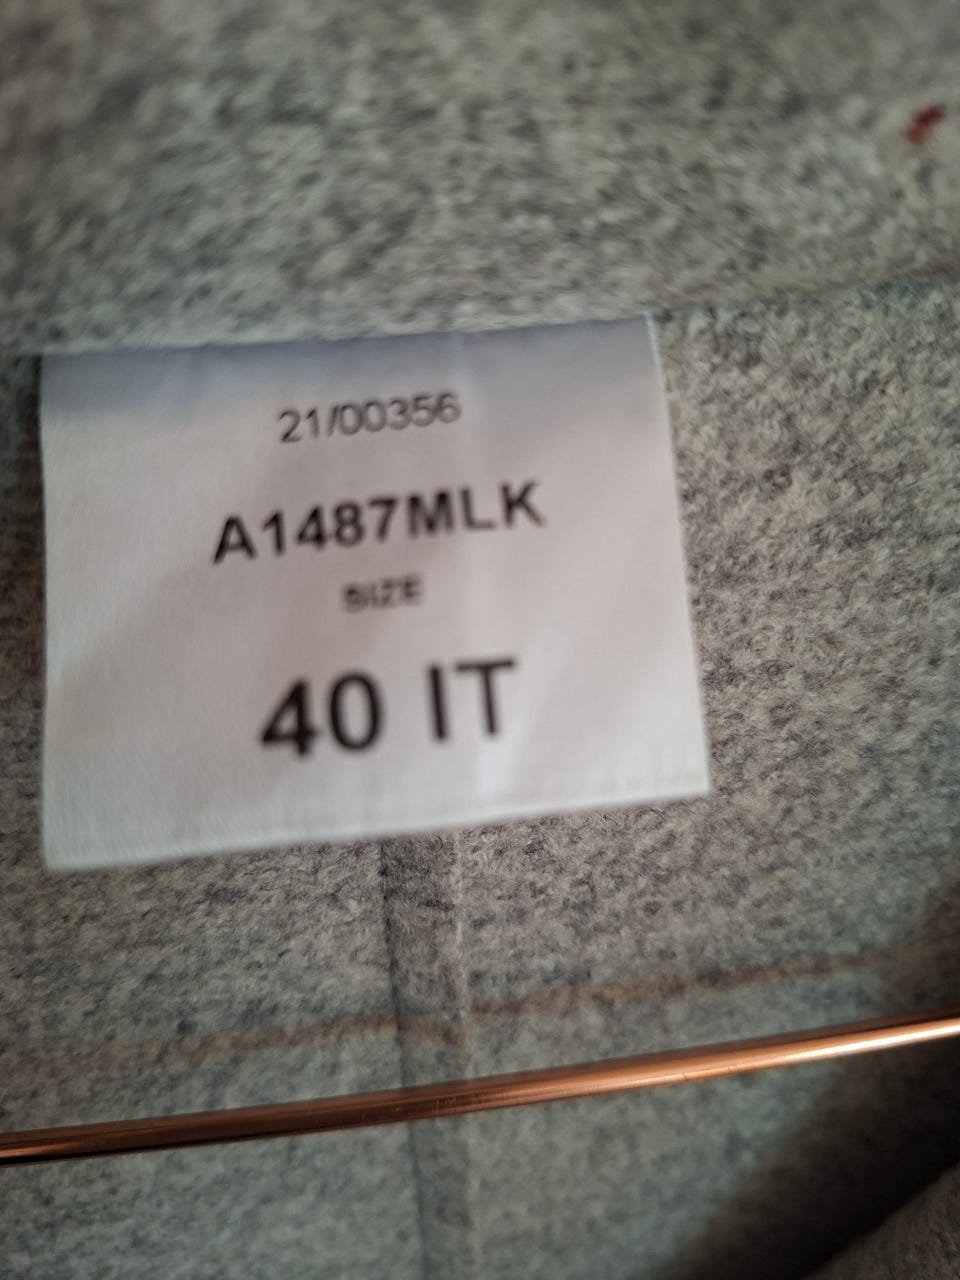 21/00356
A1487MLK
SIZE
40 IT